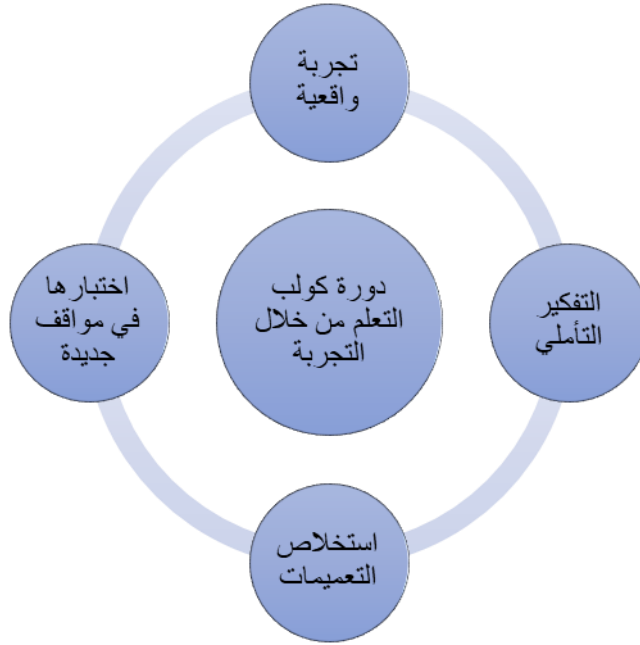 تجربة
واقعية
التفكير
التأملي
استخلاص
التعميمات
اختبارها
في مواقف
جديدة
دورة كولب
التعلم من خلال
التجربة